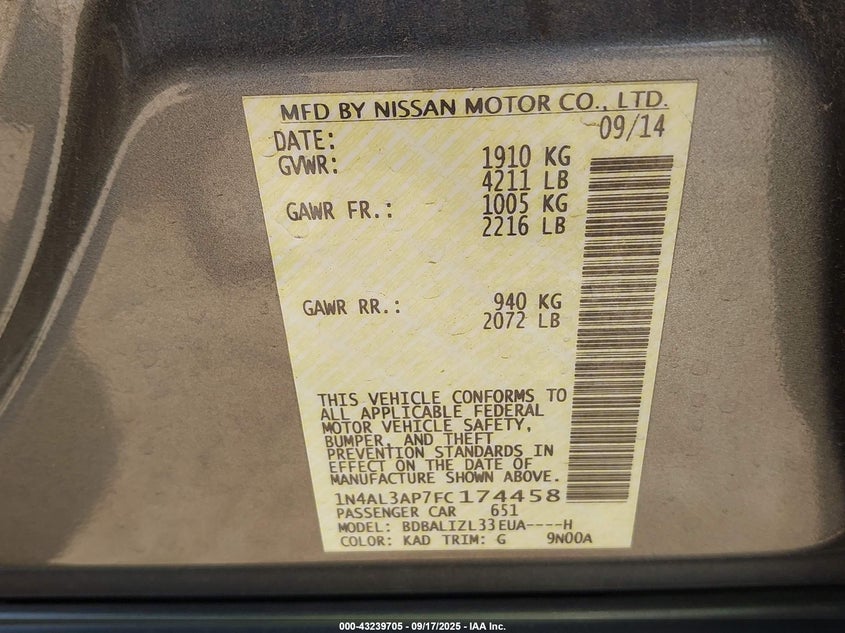 MFD BY NISSAN MOTOR CO., LTD.
DATE: 09/14
GVWR: 1910 KG
4211 LB
GAWR FR.: 1005 KG
2216 LB
GAWR RR.: 940 KG
2072 LB
THIS VEHICLE CONFORMS TO
ALL APPLICABLE FEDERAL
MOTOR VEHICLE SAFETY,
BUMPER, AND THEFT
PREVENTION STANDARDS IN
EFFECT ON THE DATE OF
MANUFACTURE SHOWN ABOVE.
1N4AL3AP7FC174458
PASSENGER CAR 651
MODEL: BDBALIZL33EUA----H
COLOR: KAD TRIM: G 9N00A
000-43239705 - 09/17/2025 - IAA Inc.